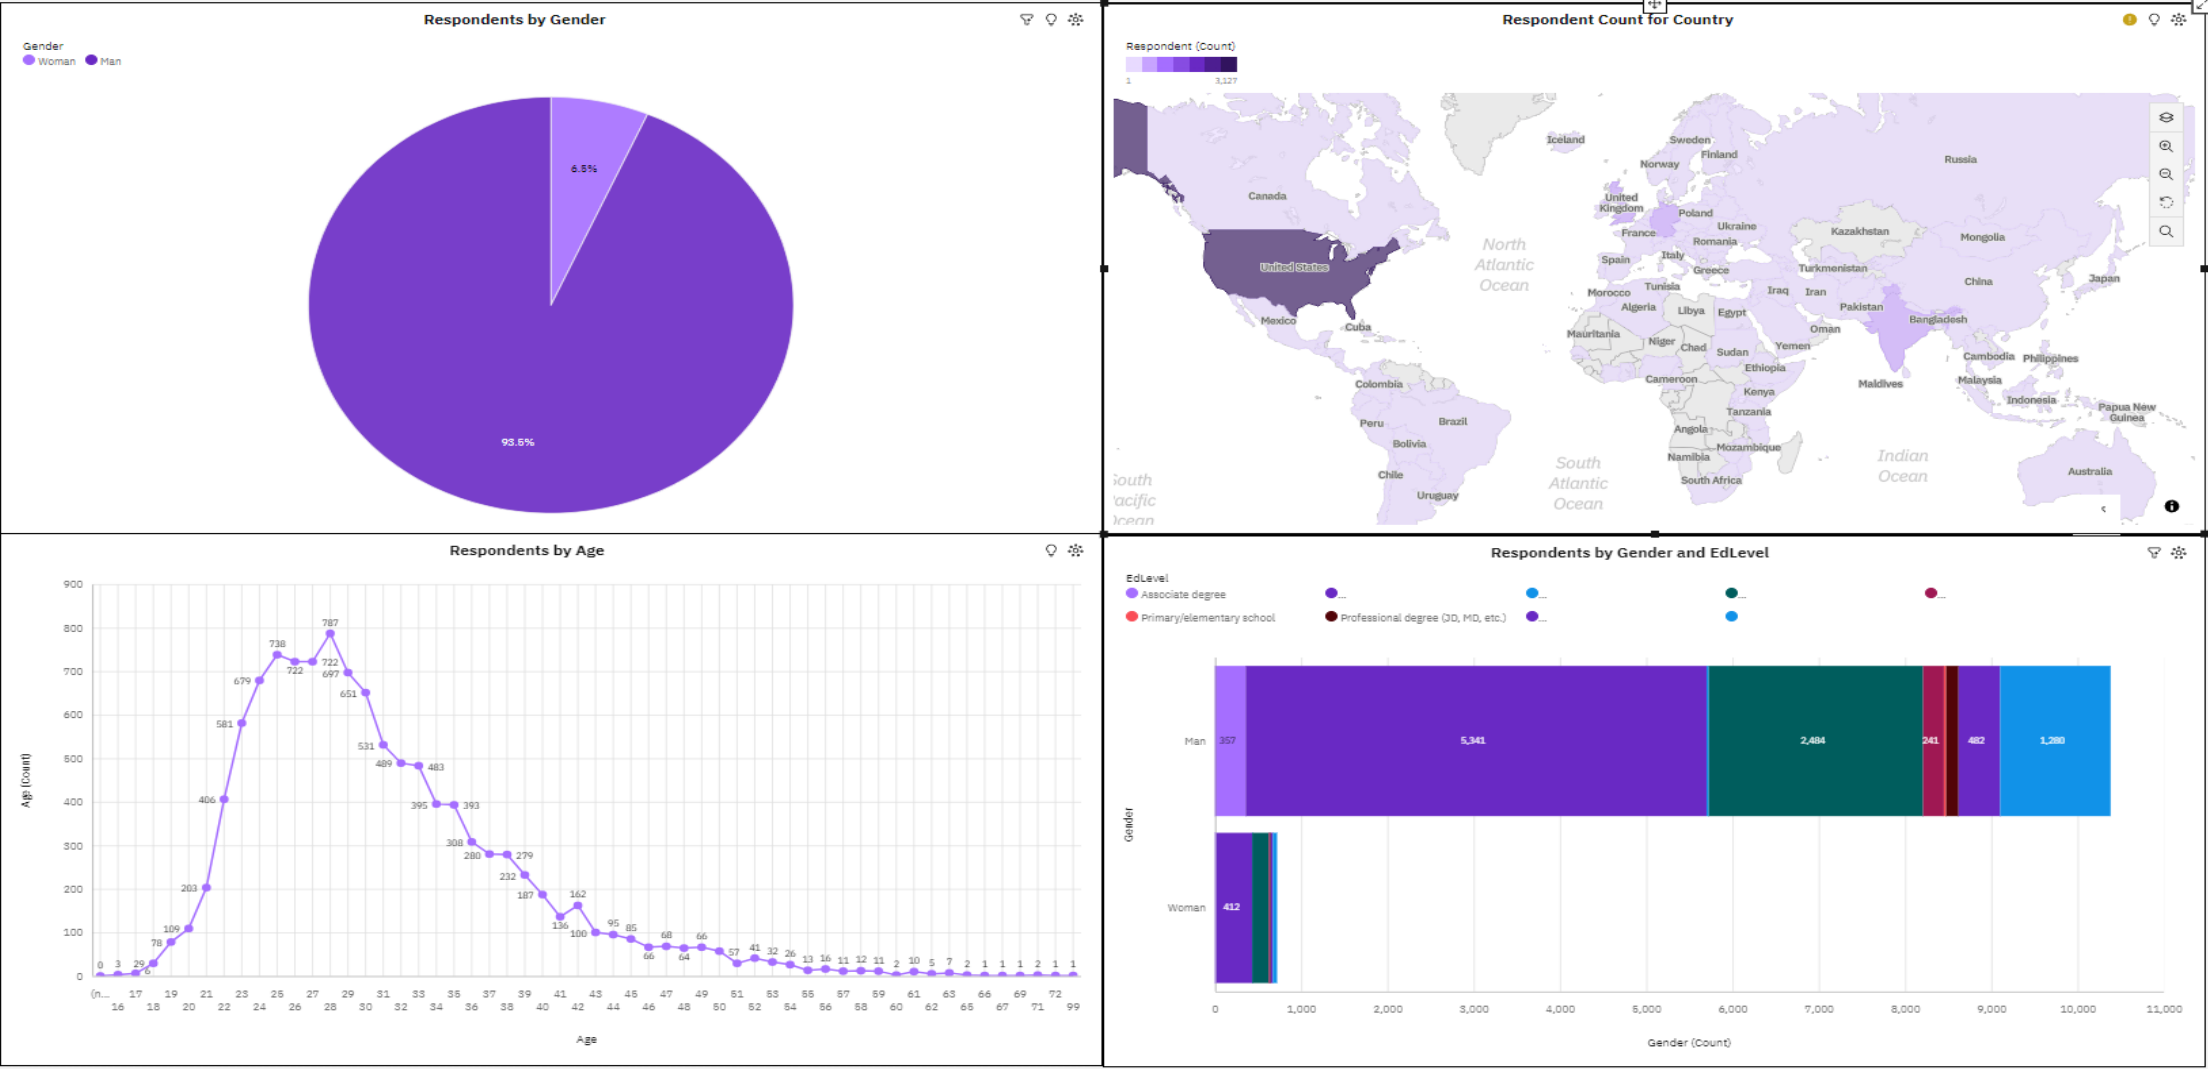 Respondents by Gender
Gender
Woman Man
6.5%
93.5%
Respondent Count for Country
Respondent (Count)
1 3,127
Iceland
Sweden
Finland
Norway
Russia
Canada
United
Kingdom
Poland
Ukraine
France
Romania
Kazakhstan
Mongolia
North
Atlantic
Ocean
United States
Spain
Italy
Greece
Turkmenistan
China
Japan
Morocco
Tunisia
Algeria
Libya
Egypt
Iraq
Iran
Pakistan
Bangladesh
Mexico
Cuba
Mauritania
Niger
Chad
Sudan
Yemen
Oman
Cambodia
Philippines
Colombia
Cameroon
Ethiopia
Kenya
Maldives
Malaysia
Indonesia
Papua New
Guinea
Peru
Brazil
Tanzania
Bolivia
Angola
Mozambique
Namibia
Chile
South Africa
Australia
Uruguay
South
Atlantic
Ocean
Indian
Ocean
South
Pacific
Ocean
Respondents by Age
Age (Count)
900
800
700
600
500
400
300
200
100
0
0 3 29 6 78 109 203 406 581 679 738 722 722 787 697 651 531 489 483 395 393 308 280 279 232 187 136 162 100 95 85 66 68 64 66 57 41 32 26 13 16 11 12 11 2 10 5 7 2 1 1 1 2 1 1
(n... 17 19 21 23 25 27 29 31 33 35 37 39 41 43 45 47 49 51 53 55 57 59 61 63 66 69 72
16 18 20 22 24 26 28 30 32 34 36 38 40 42 44 46 48 50 52 54 56 58 60 62 65 67 71 99
Age
Respondents by Gender and EdLevel
EdLevel
Associate degree ... ... ... ...
Primary/elementary school Professional degree (JD, MD, etc.) ...
Gender
Man 357 5,341 2,484 241 482 1,280
Woman 412
0 1,000 2,000 3,000 4,000 5,000 6,000 7,000 8,000 9,000 10,000 11,000
Gender (Count)